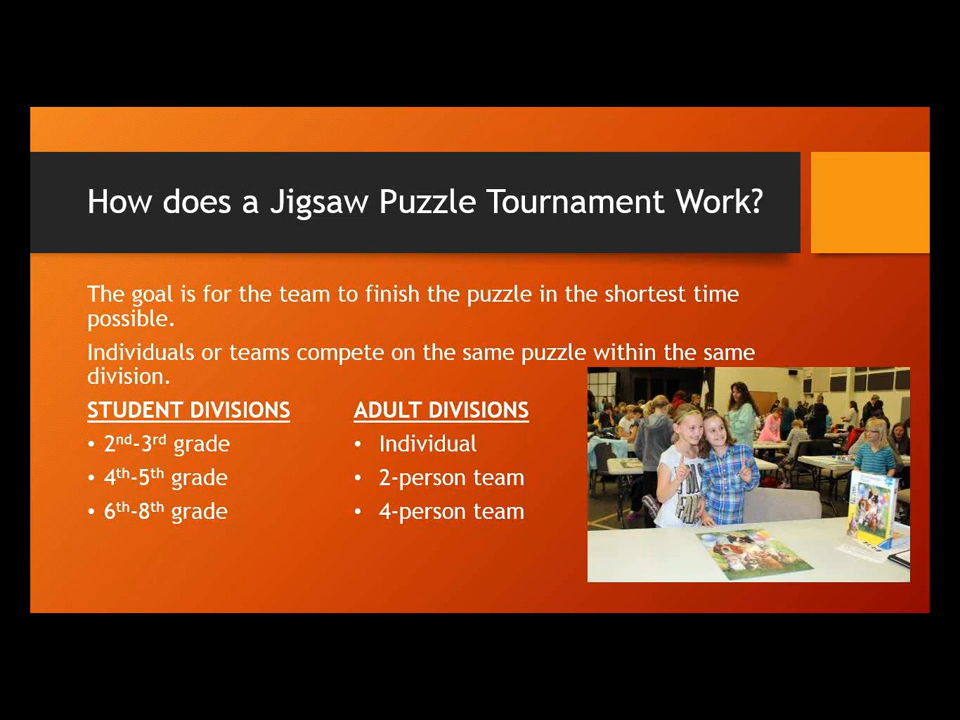 How does a Jigsaw Puzzle Tournament Work?
The goal is for the team to finish the puzzle in the shortest time
possible.
Individuals or teams compete on the same puzzle within the same
division.
STUDENT DIVISIONS
• 2nd-3rd grade
• 4th-5th grade
• 6th-8th grade
ADULT DIVISIONS
• Individual
• 2-person team
• 4-person team